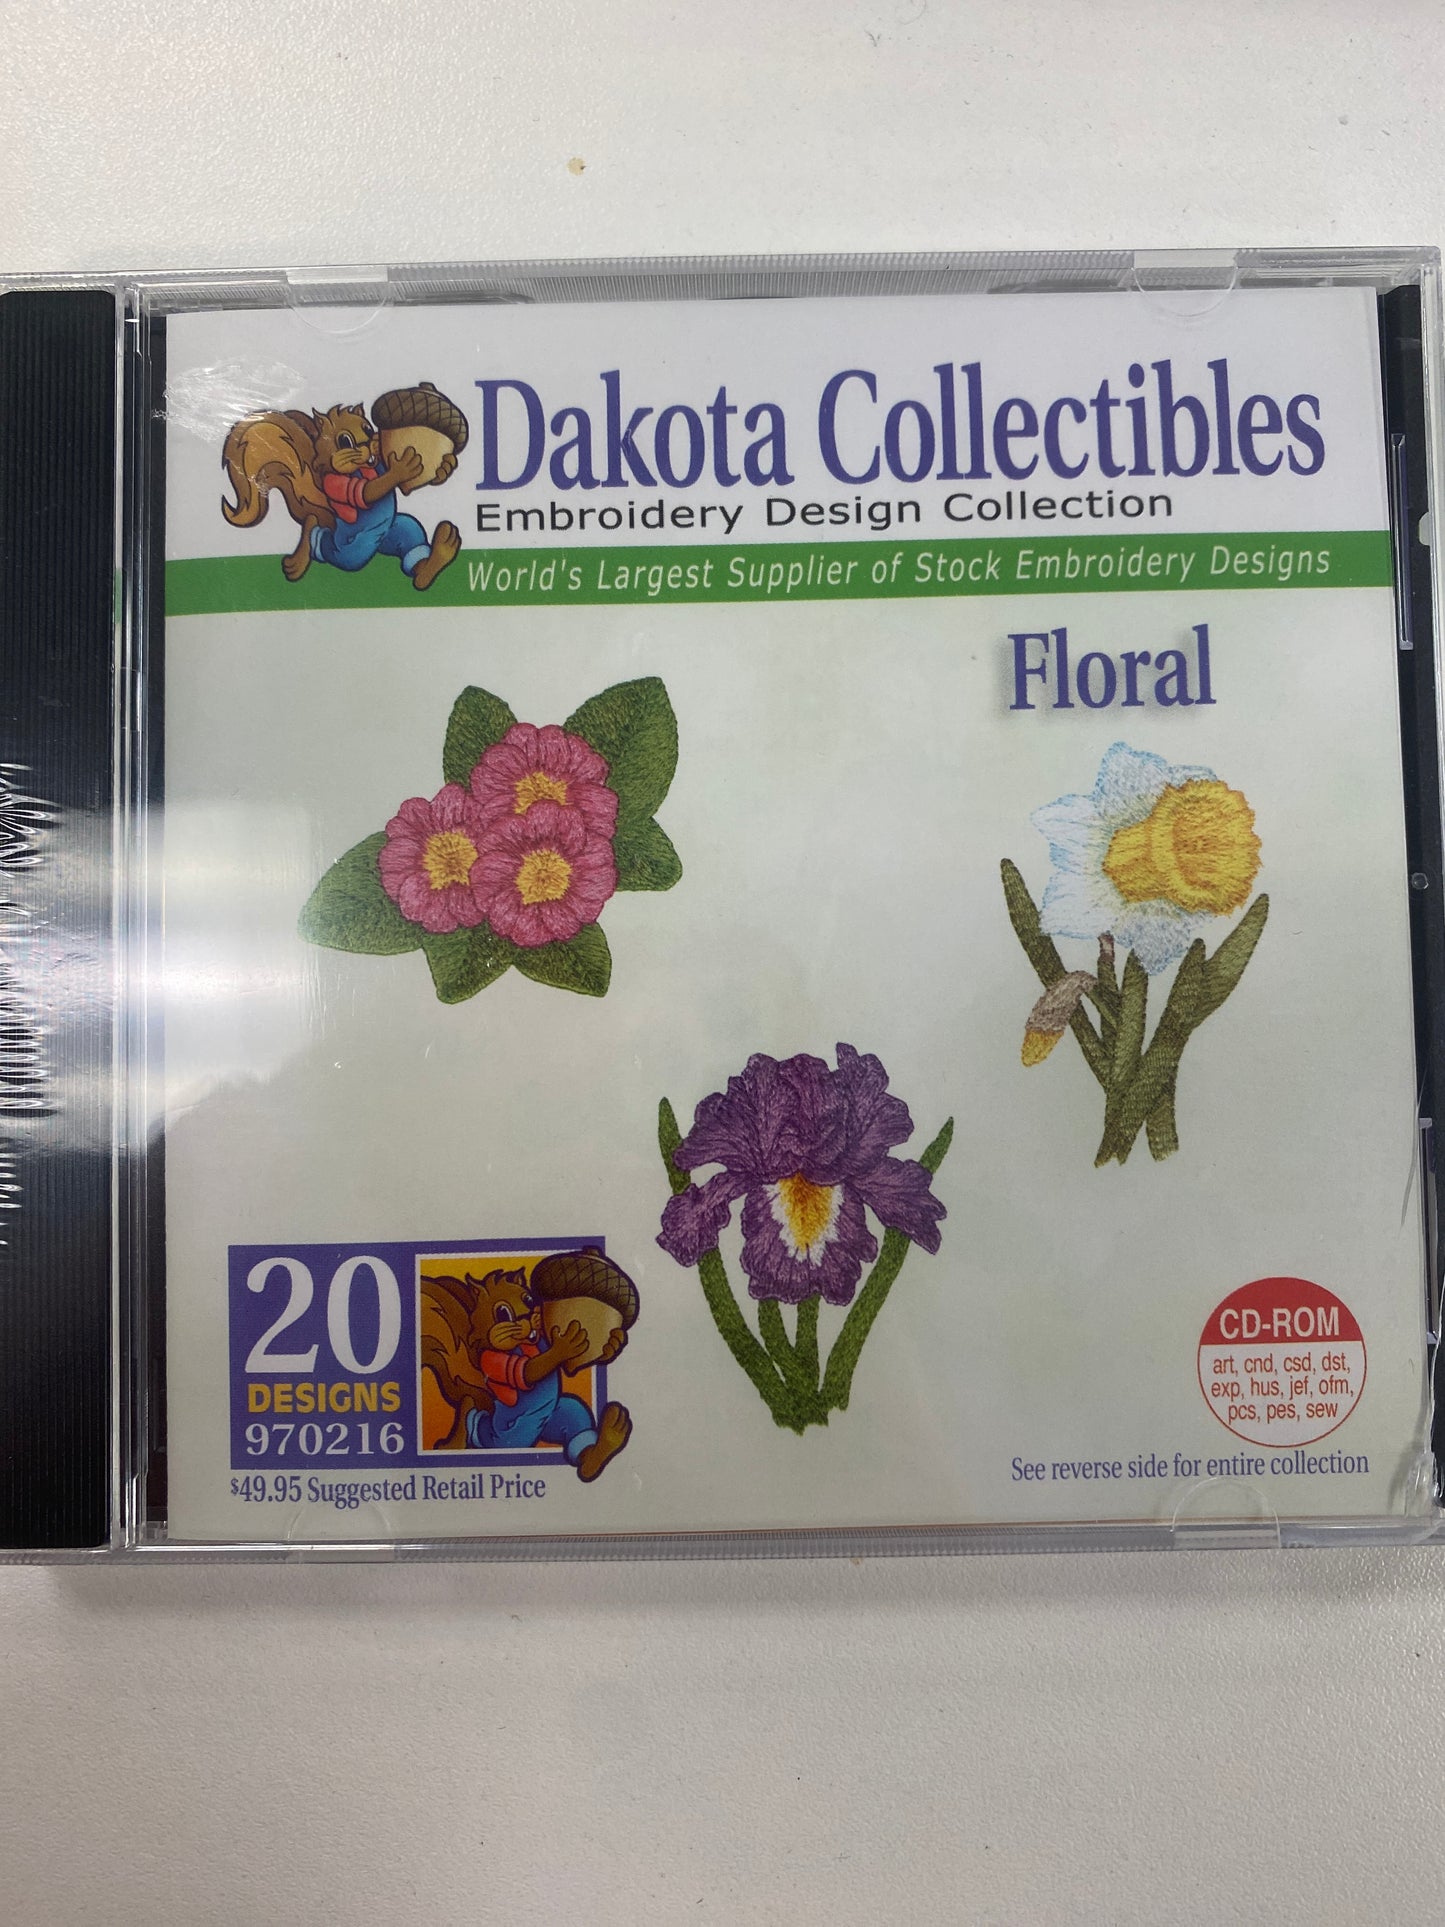 Dakota Collectibles
Embroidery Design Collection
World's Largest Supplier of Stock Embroidery Designs
Floral
20
DESIGNS
970216
$49.95 Suggested Retail Price
CD-ROM
art, cnd, csd, dst,
exp, hus, jef, ofm,
pcs, pes, sew
See reverse side for entire collection